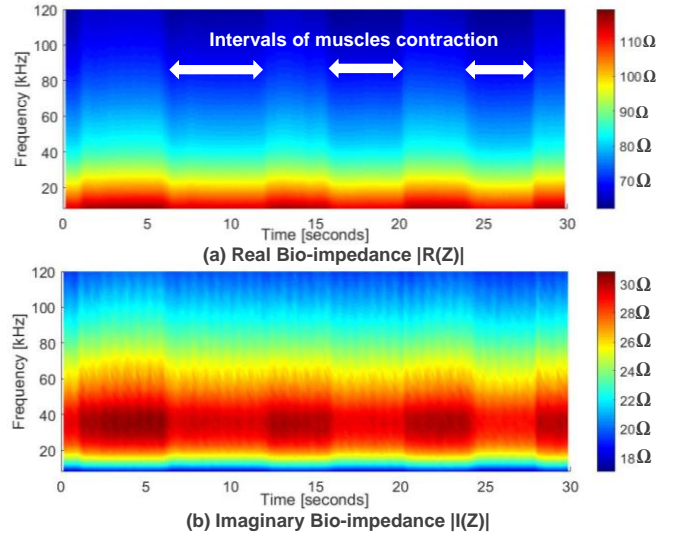 120
100
80
60
40
20
Frequency [kHz]
Intervals of muscles contraction
110Ω
100Ω
90Ω
80Ω
70Ω
0 5 10 15 20 25 30
Time [seconds]
(a) Real Bio-impedance |R(Z)|
120
100
80
60
40
20
Frequency [kHz]
30Ω
28Ω
26Ω
24Ω
22Ω
20Ω
18Ω
0 5 10 15 20 25 30
Time [seconds]
(b) Imaginary Bio-impedance |I(Z)|